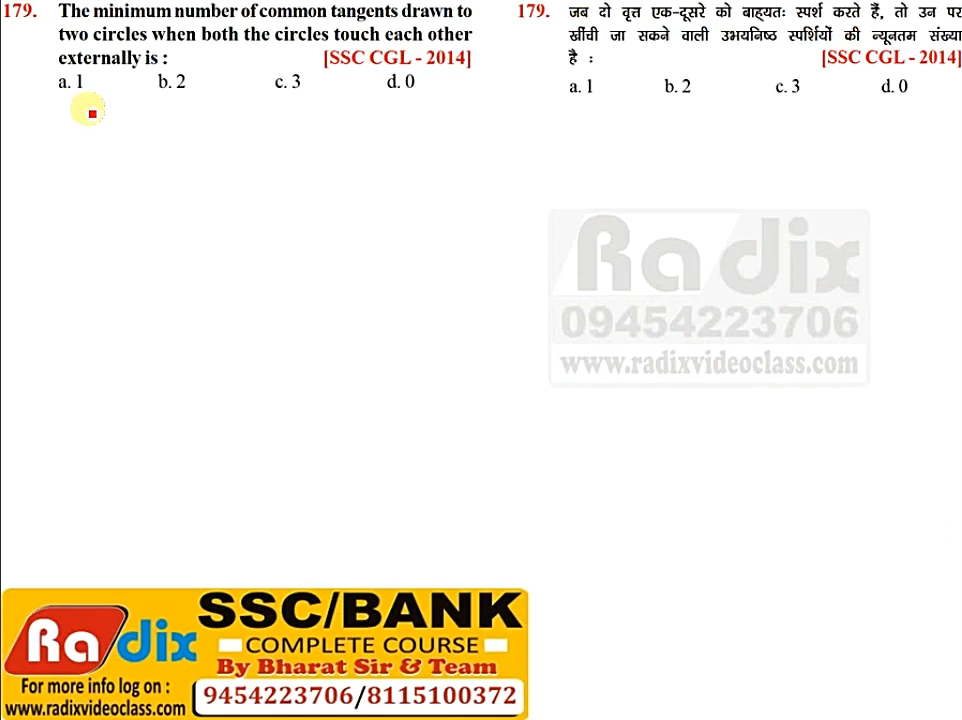 179. The minimum number of common tangents drawn to
two circles when both the circles touch each other
externally is : [SSC CGL - 2014]
a. 1 b. 2 c. 3 d. 0
179. जब दो वृत्त एक-दूसरे को बाह्यतः स्पर्श करते हैं, तो उन पर
खींची जा सकने वाली उभयनिष्ठ स्पर्शियों की न्यूनतम संख्या
है : [SSC CGL - 2014]
a. 1 b. 2 c. 3 d. 0
Radix
09454223706
www.radixvideoclass.com
Radix
SSC/BANK
COMPLETE COURSE
By Bharat Sir & Team
For more info log on :
www.radixvideoclass.com
9454223706/8115100372